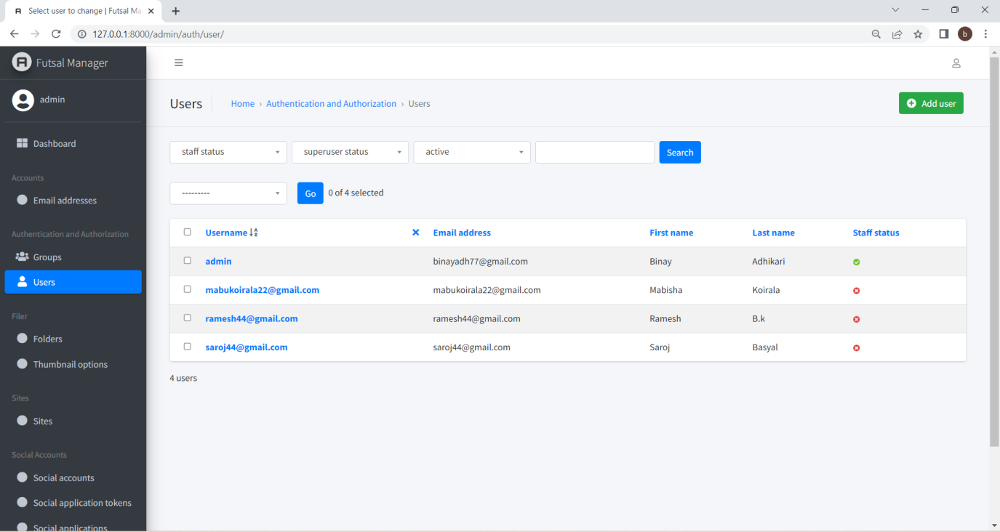 Select user to change | Futsal Ma
127.0.0.1:8000/admin/auth/user/
b
Futsal Manager
admin
Dashboard
Accounts
Email addresses
Authentication and Authorization
Groups
Users
Filer
Folders
Thumbnail options
Sites
Sites
Social Accounts
Social accounts
Social application tokens
Social applications
Users Home › Authentication and Authorization › Users Add user
staff status superuser status active Search
--------- Go 0 of 4 selected
Username Email address First name Last name Staff status
admin binayadh77@gmail.com Binay Adhikari
mabukoirala22@gmail.com mabukoirala22@gmail.com Mabisha Koirala
ramesh44@gmail.com ramesh44@gmail.com Ramesh B.k
saroj44@gmail.com saroj44@gmail.com Saroj Basyal
4 users